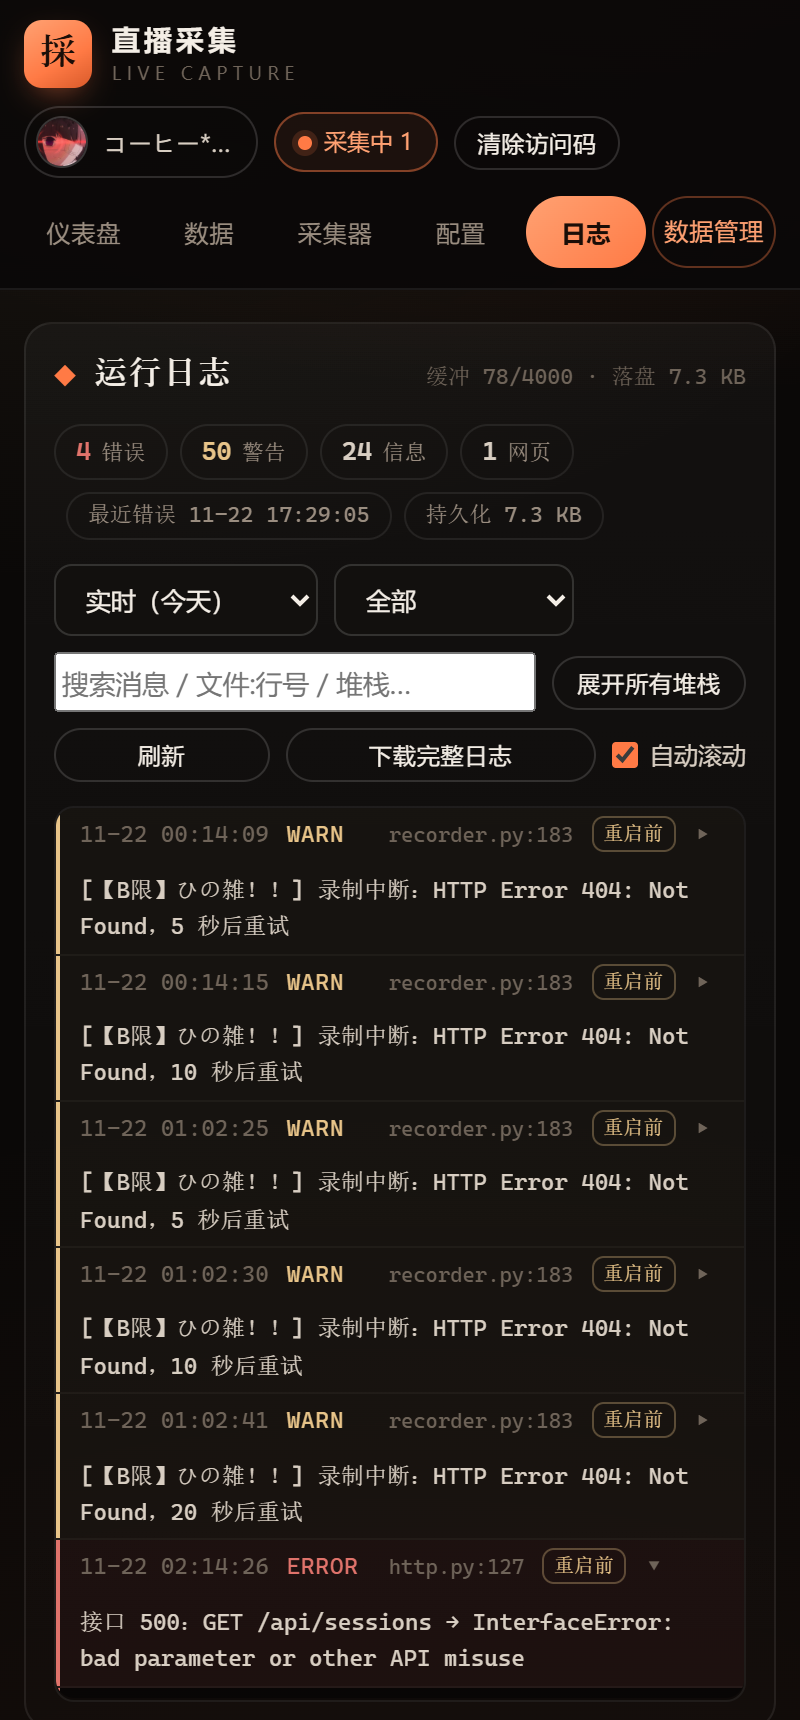 採
直播采集
LIVE CAPTURE
コーヒー*...
采集中 1
清除访问码
仪表盘 数据 采集器 配置 日志 数据管理
运行日志
缓冲 78/4000 · 落盘 7.3 KB
4 错误 50 警告 24 信息 1 网页
最近错误 11-22 17:29:05 持久化 7.3 KB
实时（今天） 全部
搜索消息 / 文件:行号 / 堆栈... 展开所有堆栈
刷新 下载完整日志 自动滚动
11-22 00:14:09 WARN recorder.py:183 重启前
[【B限】ひの雑！！] 录制中断: HTTP Error 404: Not
Found, 5 秒后重试
11-22 00:14:15 WARN recorder.py:183 重启前
[【B限】ひの雑！！] 录制中断: HTTP Error 404: Not
Found, 10 秒后重试
11-22 01:02:25 WARN recorder.py:183 重启前
[【B限】ひの雑！！] 录制中断: HTTP Error 404: Not
Found, 5 秒后重试
11-22 01:02:30 WARN recorder.py:183 重启前
[【B限】ひの雑！！] 录制中断: HTTP Error 404: Not
Found, 10 秒后重试
11-22 01:02:41 WARN recorder.py:183 重启前
[【B限】ひの雑！！] 录制中断: HTTP Error 404: Not
Found, 20 秒后重试
11-22 02:14:26 ERROR http.py:127 重启前
接口 500: GET /api/sessions → InterfaceError:
bad parameter or other API misuse